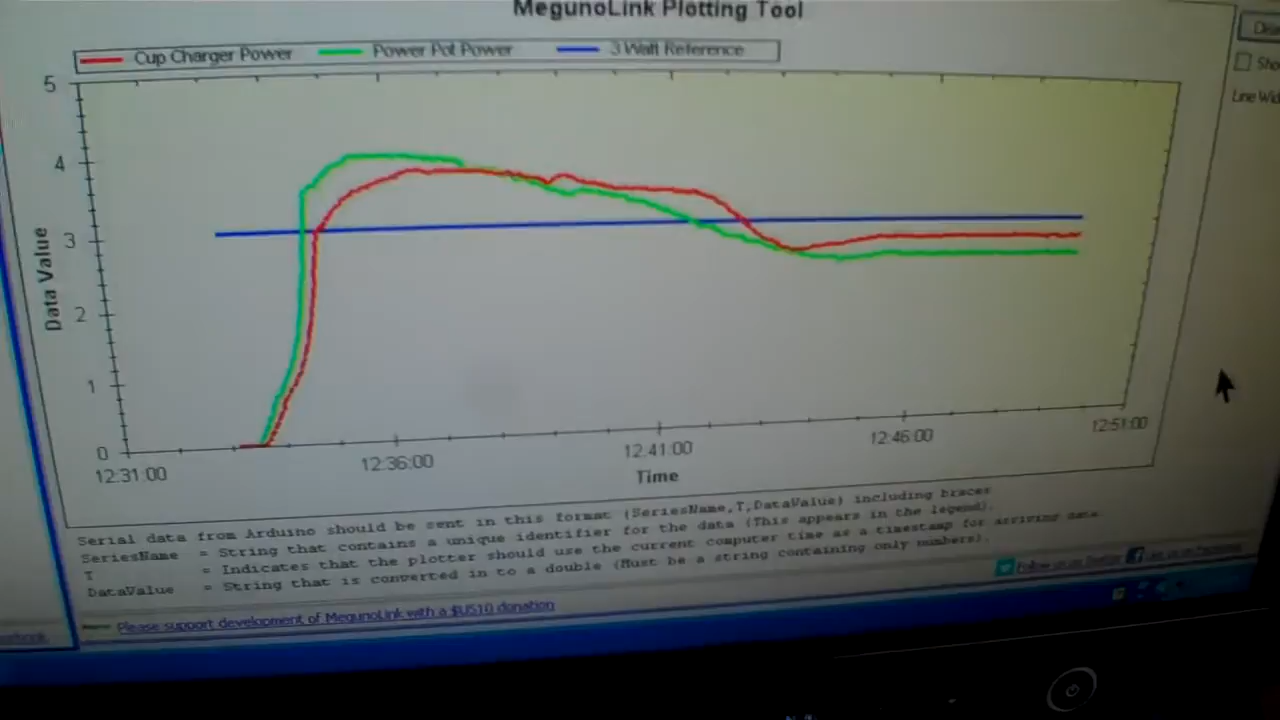 MegunoLink Plotting Tool
Cup Charger Power Power Pot Power 3 Watt Reference
5
4
3
2
1
0
Data Value
12:31:00 12:36:00 12:41:00 12:46:00 12:51:00
Time
Line
Serial data from Arduino should be sent in this format {SeriesName,T,DataValue} including braces
SeriesName = String that contains a unique identifier for the data (This appears in the legend).
T = Indicates that the plotter should use the current computer time as a timestamp for arriving data
DataValue = String that is converted in to a double (Must be a string containing only numbers).
Please support development of MegunoLink with a $US10 donation
Follow us on Twitter